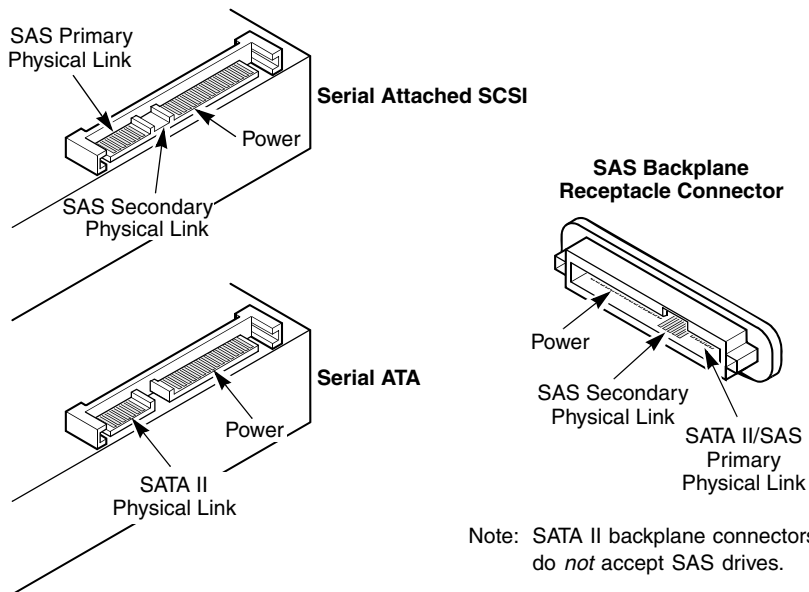 SAS Primary
Physical Link
Serial Attached SCSI
Power
SAS Secondary
Physical Link
SAS Backplane
Receptacle Connector
Power
SAS Secondary
Physical Link
SATA II/SAS
Primary
Physical Link
Serial ATA
Power
SATA II
Physical Link
Note: SATA II backplane connectors
do not accept SAS drives.